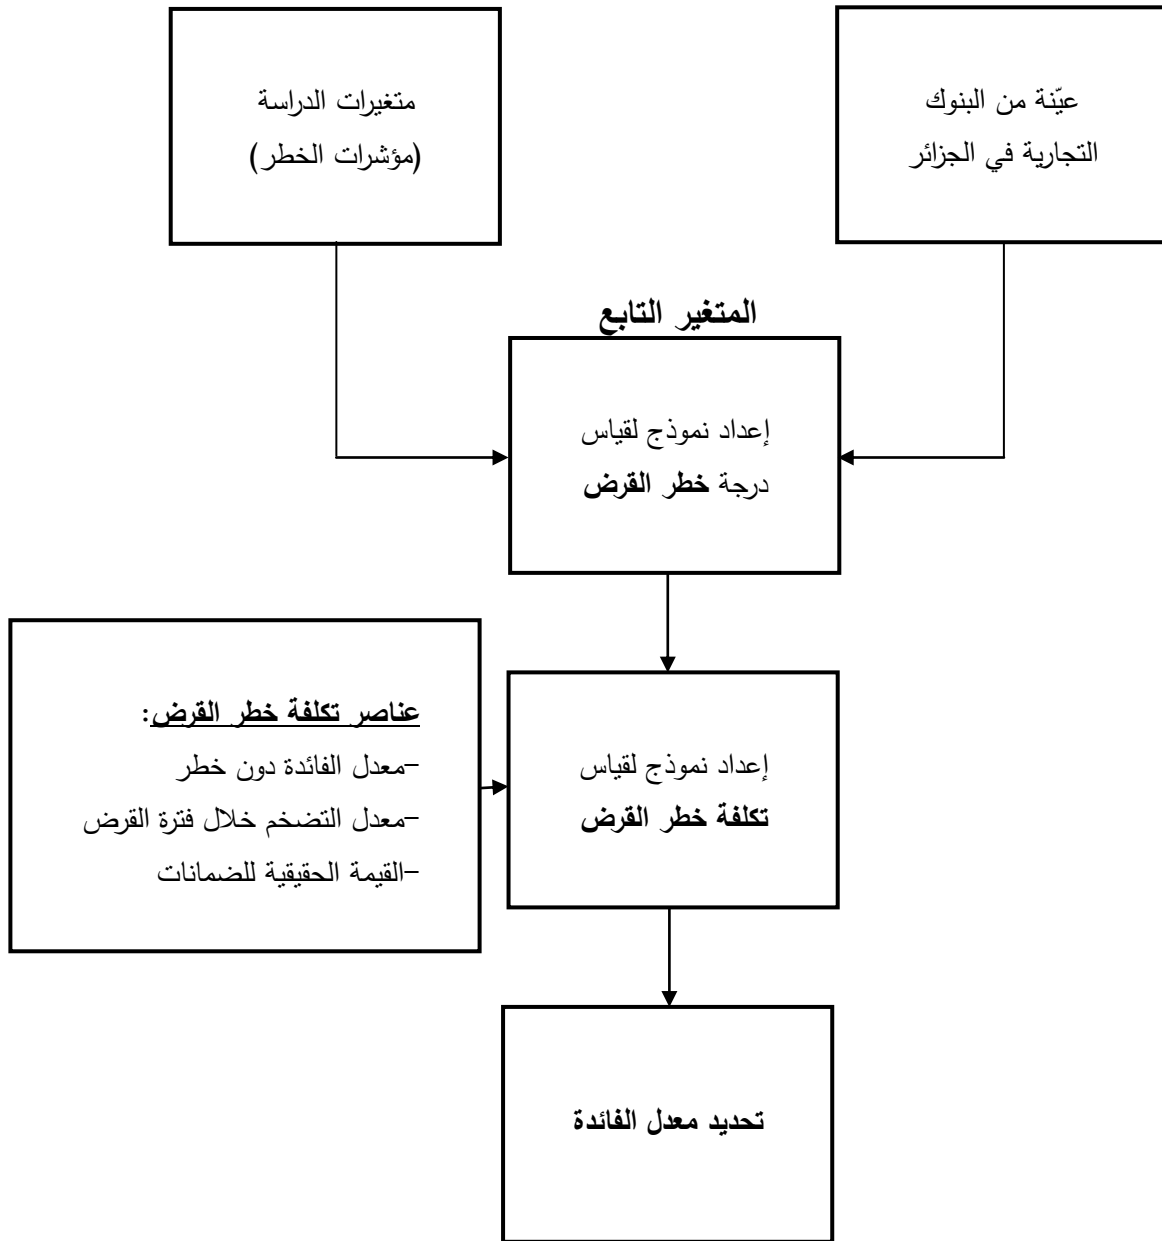 عيّنة من البنوك
التجارية في الجزائر
متغيرات الدراسة
(مؤشرات الخطر)
المتغير التابع
إعداد نموذج لقياس
درجة خطر القرض
إعداد نموذج لقياس
تكلفة خطر القرض
عناصر تكلفة خطر القرض:
-معدل الفائدة دون خطر
-معدل التضخم خلال فترة القرض
-القيمة الحقيقية للضمانات
تحديد معدل الفائدة